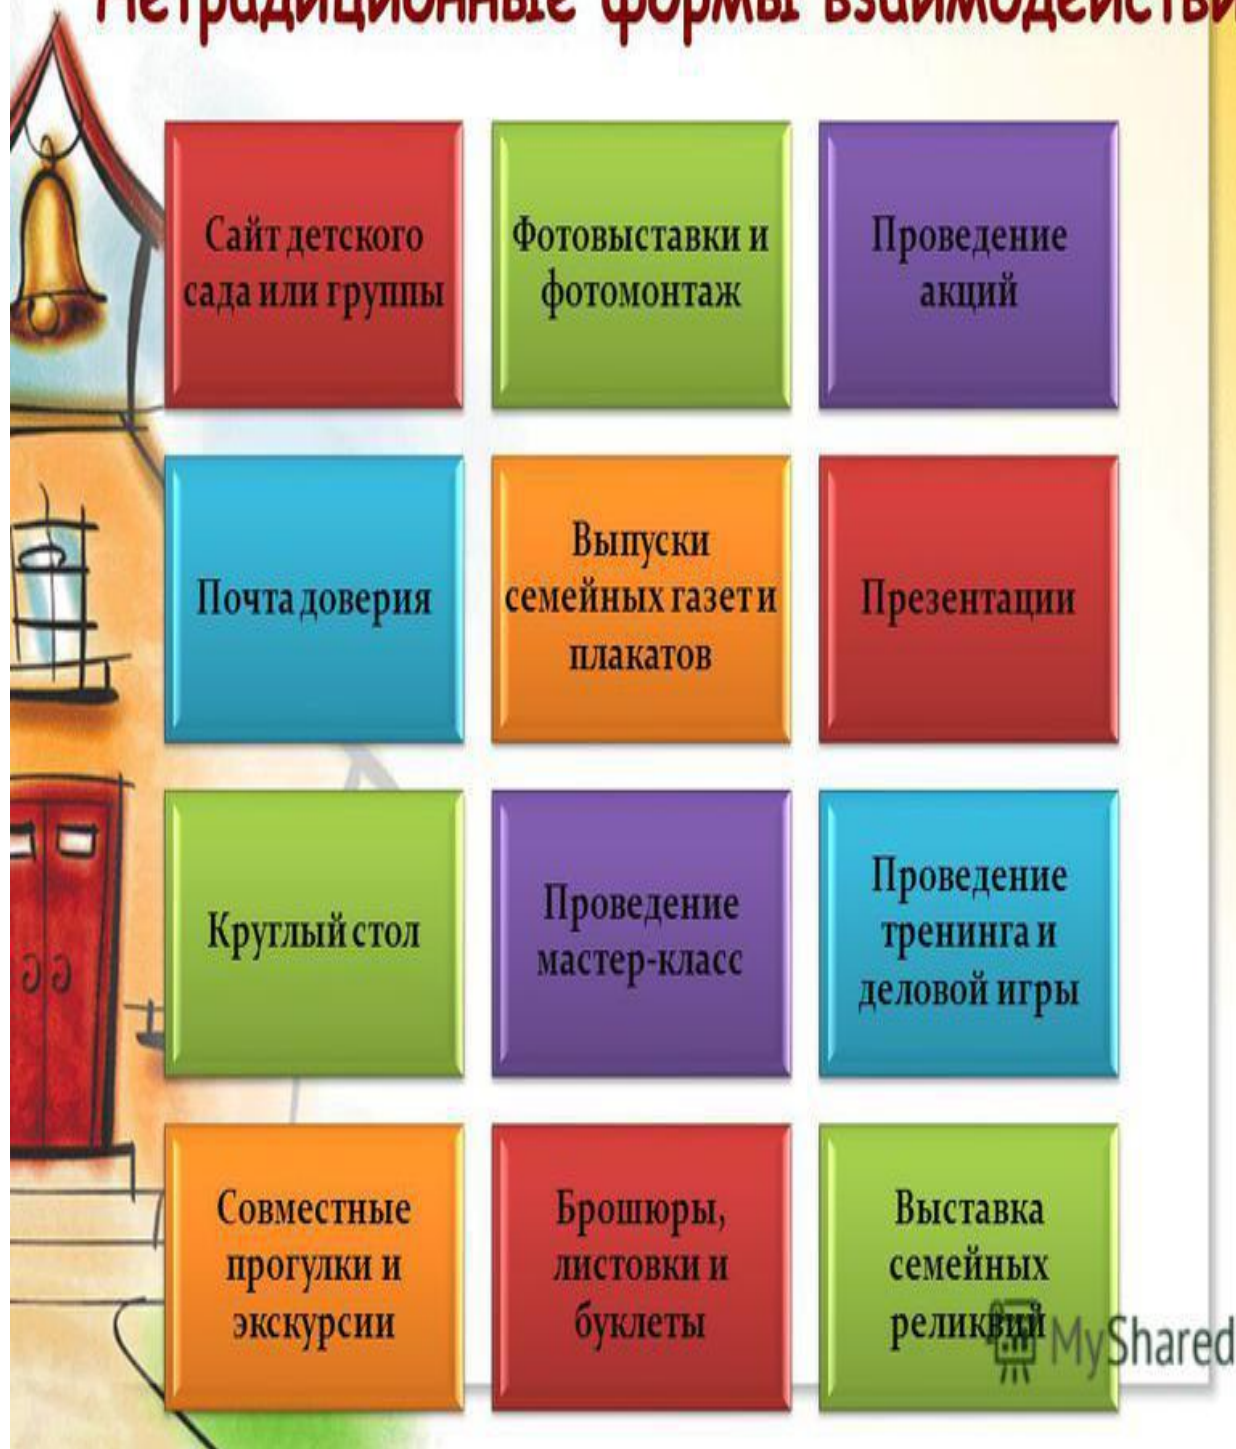 Нетрадиционные формы взаимодействи
Сайт детского
сада или группы
Фотовыставки и
фотомонтаж
Проведение
акций
Почта доверия
Выпуски
семейных газет и
плакатов
Презентации
Круглый стол
Проведение
мастер-класс
Проведение
тренинга и
деловой игры
Совместные
прогулки и
экскурсии
Брошюры,
листовки и
буклеты
Выставка
семейных
реликвий
MyShared